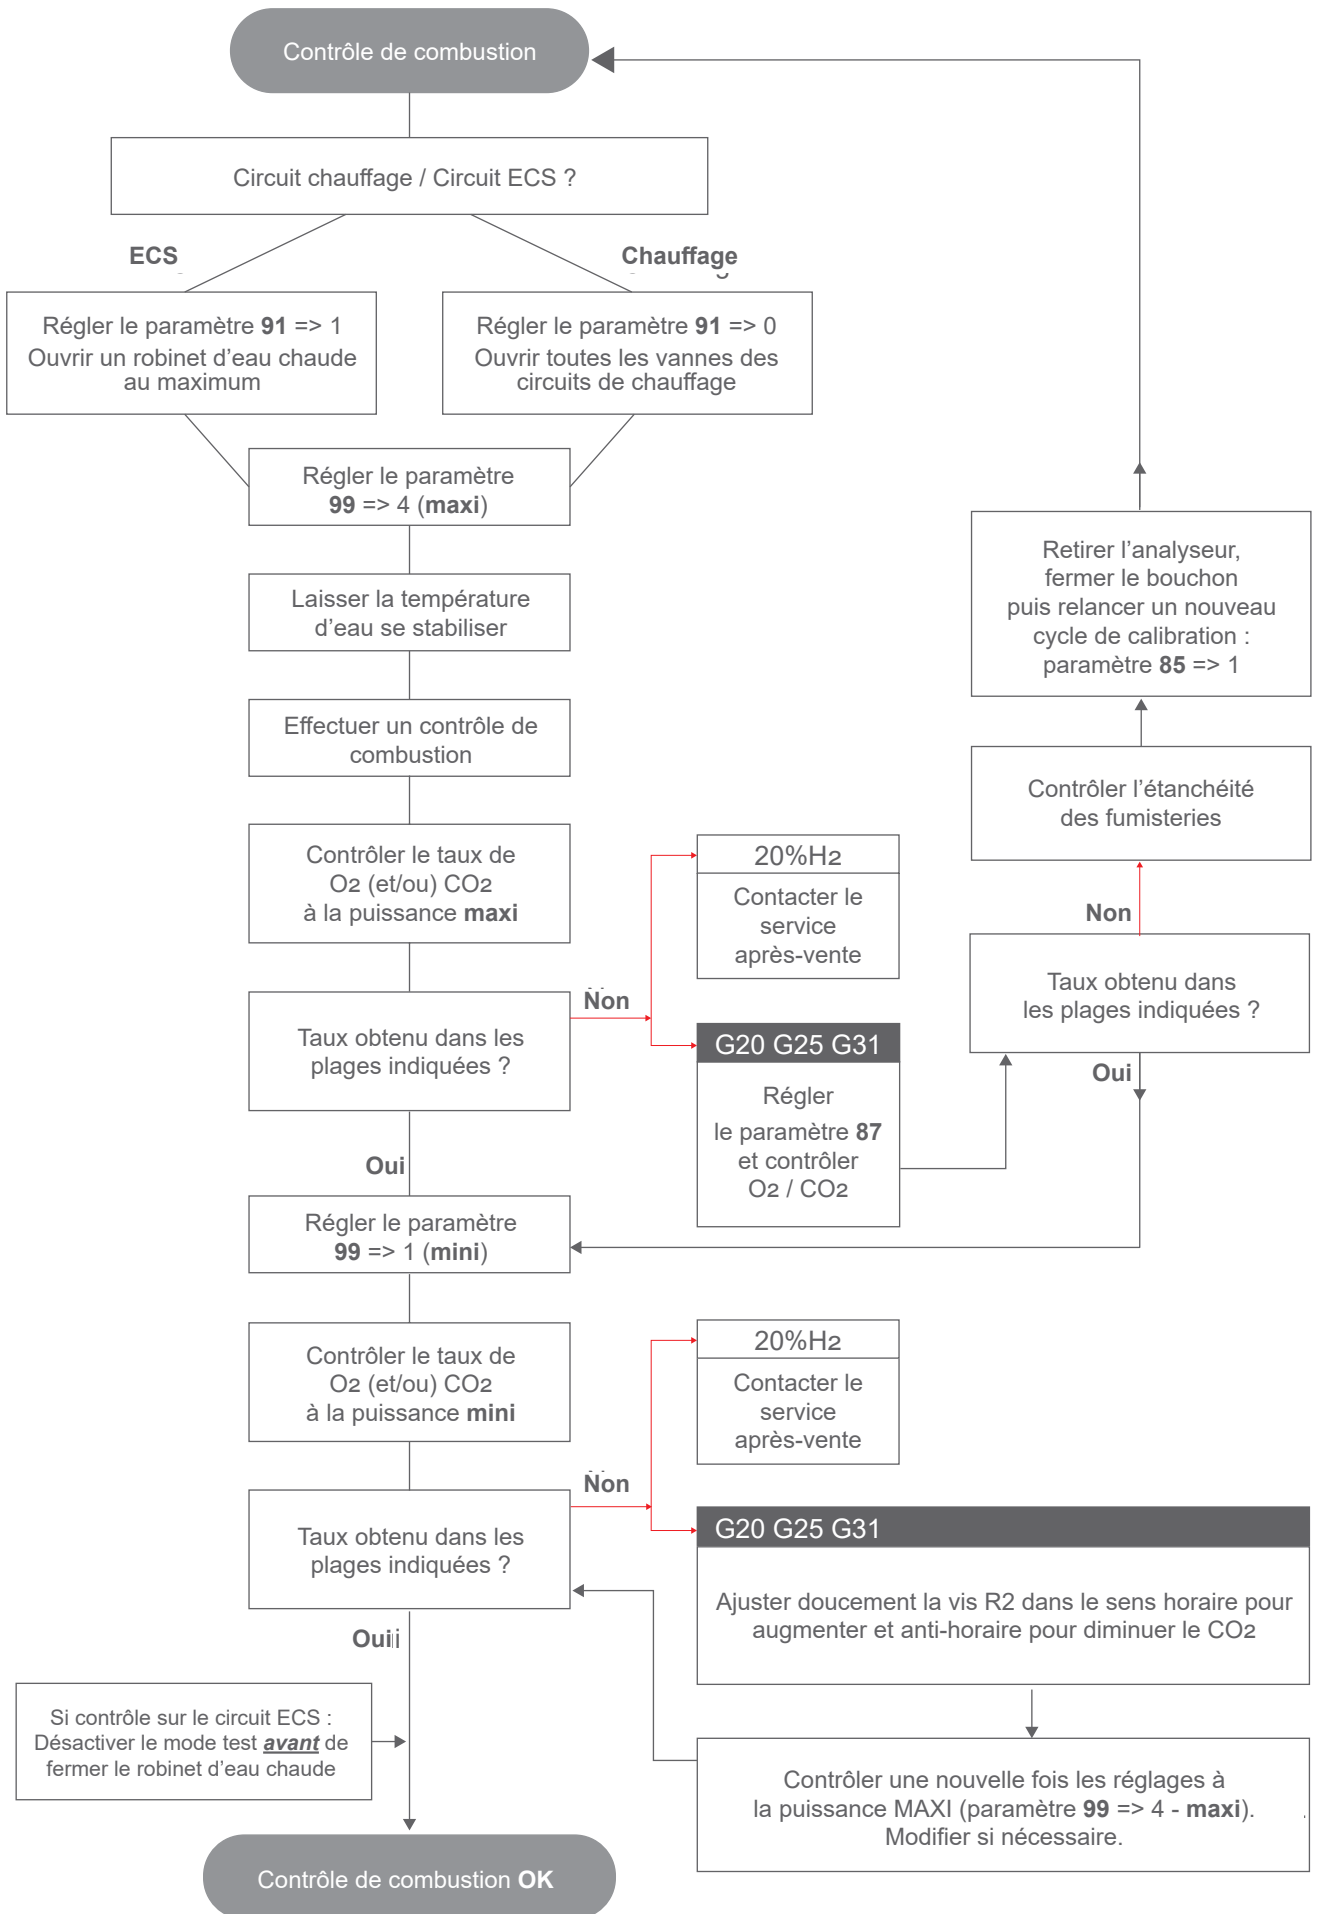 Contrôle de combustion
Circuit chauffage / Circuit ECS ?
ECS
Chauffage
Régler le paramètre 91 => 1
Ouvrir un robinet d’eau chaude
au maximum
Régler le paramètre 91 => 0
Ouvrir toutes les vannes des
circuits de chauffage
Régler le paramètre
99 => 4 (maxi)
Laisser la température
d’eau se stabiliser
Effectuer un contrôle de
combustion
Contrôler le taux de
O2 (et/ou) CO2
à la puissance maxi
Taux obtenu dans les
plages indiquées ?
Non
20%H2
Contacter le
service
après-vente
G20 G25 G31
Régler
le paramètre 87
et contrôler
O2 / CO2
Retirer l’analyseur,
fermer le bouchon
puis relancer un nouveau
cycle de calibration :
paramètre 85 => 1
Contrôler l’étanchéité
des fumisteries
Non
Taux obtenu dans
les plages indiquées ?
Oui
Oui
Régler le paramètre
99 => 1 (mini)
Contrôler le taux de
O2 (et/ou) CO2
à la puissance mini
Taux obtenu dans les
plages indiquées ?
Non
20%H2
Contacter le
service
après-vente
G20 G25 G31
Ajuster doucement la vis R2 dans le sens horaire pour
augmenter et anti-horaire pour diminuer le CO2
Contrôler une nouvelle fois les réglages à
la puissance MAXI (paramètre 99 => 4 - maxi).
Modifier si nécessaire.
Oui
Si contrôle sur le circuit ECS :
Désactiver le mode test avant de
fermer le robinet d’eau chaude
Contrôle de combustion OK